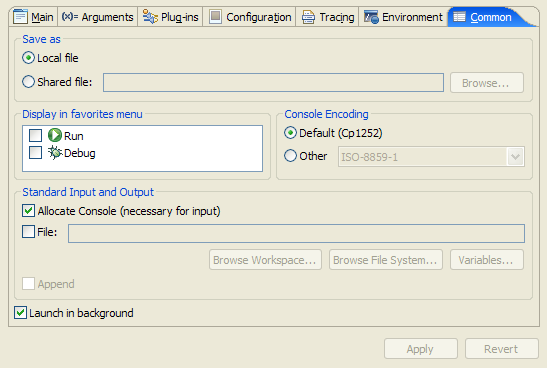 Main (x)= Arguments Plug-ins Configuration Tracing Environment Common
Save as
Local file
Shared file: Browse...
Display in favorites menu Console Encoding
Run Default (Cp1252)
Debug Other ISO-8859-1
Standard Input and Output
Allocate Console (necessary for input)
File:
Browse Workspace... Browse File System... Variables...
Append
Launch in background
Apply Revert